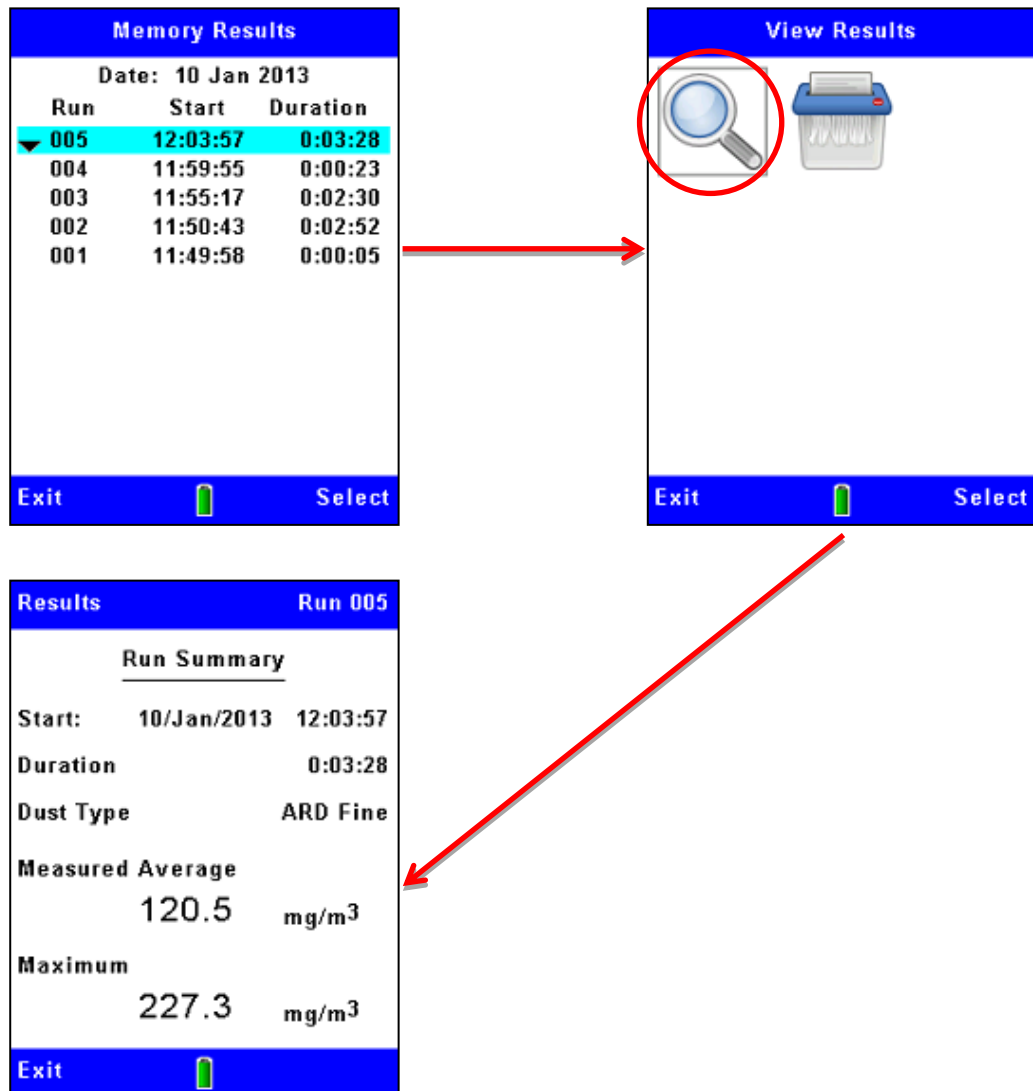 Memory Results
Date: 10 Jan 2013
Run Start Duration
005 12:03:57 0:03:28
004 11:59:55 0:00:23
003 11:55:17 0:02:30
002 11:50:43 0:02:52
001 11:49:58 0:00:05
Exit Select
View Results
Exit Select
Results Run 005
Run Summary
Start: 10/Jan/2013 12:03:57
Duration 0:03:28
Dust Type ARD Fine
Measured Average
120.5 mg/m3
Maximum
227.3 mg/m3
Exit